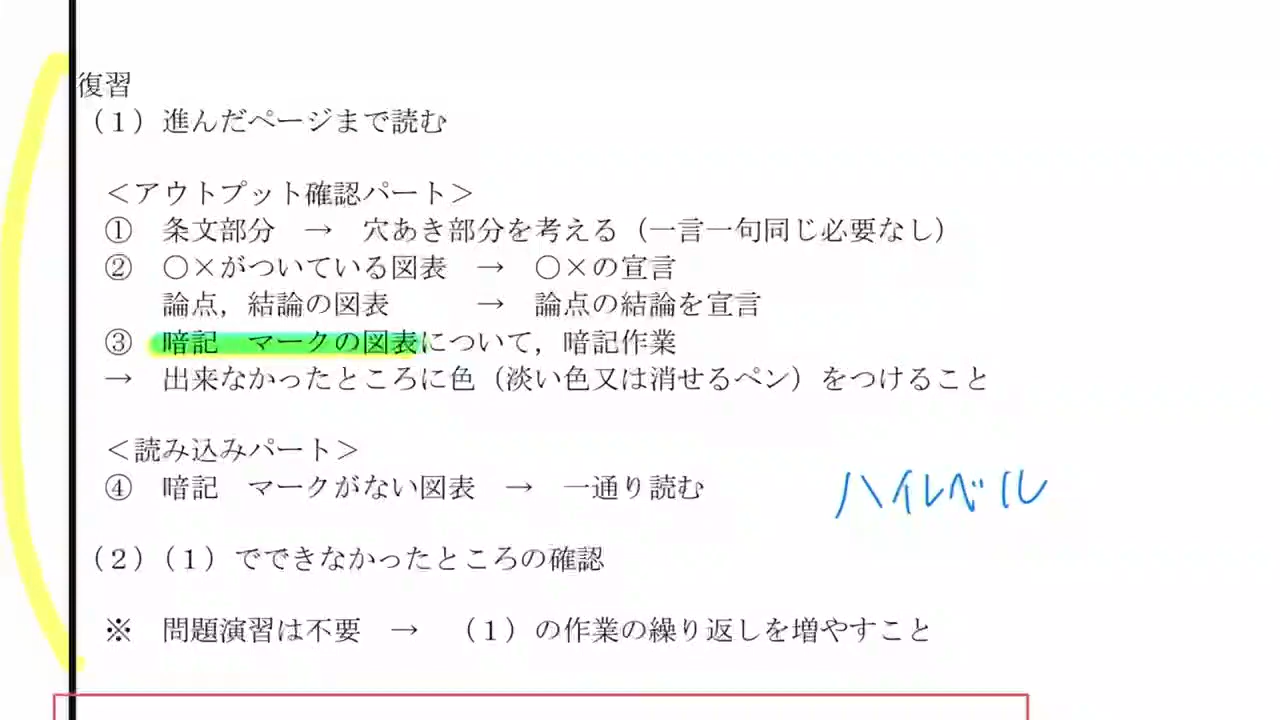 復習
（１）進んだページまで読む
＜アウトプット確認パート＞
①　条文部分　→　穴あき部分を考える（一言一句同じ必要なし）
②　○×がついている図表　→　○×の宣言
論点，結論の図表　→　論点の結論を宣言
③　暗記　マークの図表について，暗記作業
→　出来なかったところに色（淡い色又は消せるペン）をつけること
＜読み込みパート＞
④　暗記　マークがない図表　→　一通り読む
ハイレベル
（２）（１）でできなかったところの確認
※　問題演習は不要　→　（１）の作業の繰り返しを増やすこと